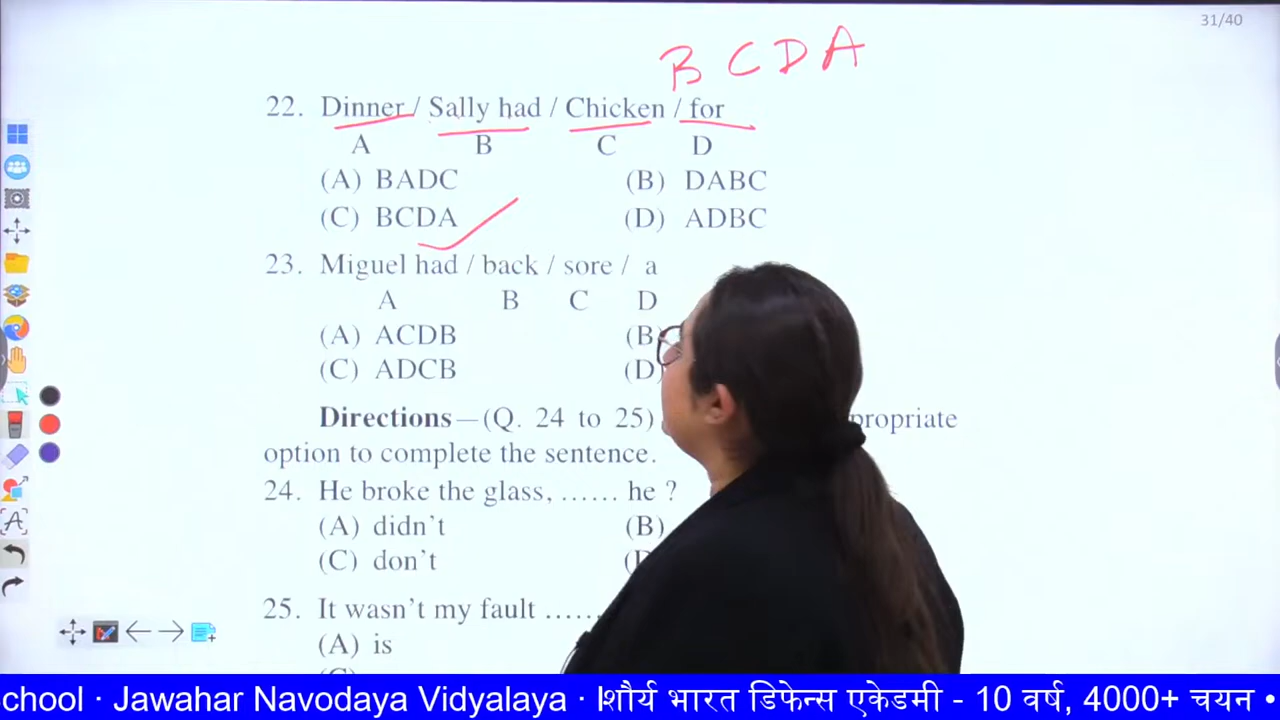 31/40
B C D A
22. Dinner / Sally had / Chicken / for
A B C D
(A) BADC (B) DABC
(C) BCDA (D) ADBC
23. Miguel had / back / sore / a
A B C D
(A) ACDB (B)
(C) ADCB (D)
Directions—(Q. 24 to 25) propriate
option to complete the sentence.
24. He broke the glass, ...... he ?
(A) didn't (B)
(C) don't
25. It wasn't my fault ......
(A) is
chool · Jawahar Navodaya Vidyalaya · शौर्य भारत डिफेन्स एकेडमी - 10 वर्ष, 4000+ चयन •